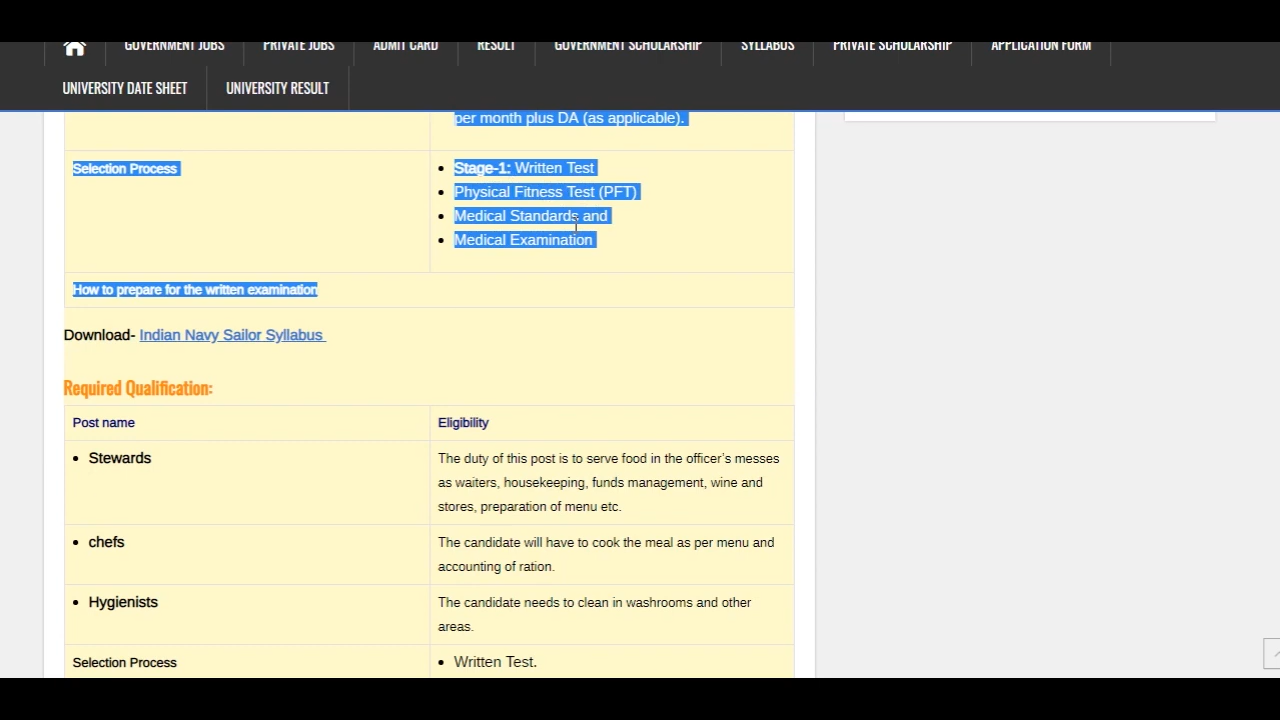 GOVERNMENT JOBS PRIVATE JOBS ADMIT CARD RESULT GOVERNMENT SCHOLARSHIP SYLLABUS PRIVATE SCHOLARSHIP APPLICATION FORM
UNIVERSITY DATE SHEET UNIVERSITY RESULT
per month plus DA (as applicable).
Selection Process
Stage-1: Written Test
Physical Fitness Test (PFT)
Medical Standards and
Medical Examination
How to prepare for the written examination
Download- Indian Navy Sailor Syllabus
Required Qualification:
Post name
Eligibility
Stewards
The duty of this post is to serve food in the officer’s messes
as waiters, housekeeping, funds management, wine and
stores, preparation of menu etc.
chefs
The candidate will have to cook the meal as per menu and
accounting of ration.
Hygienists
The candidate needs to clean in washrooms and other
areas.
Selection Process
Written Test.